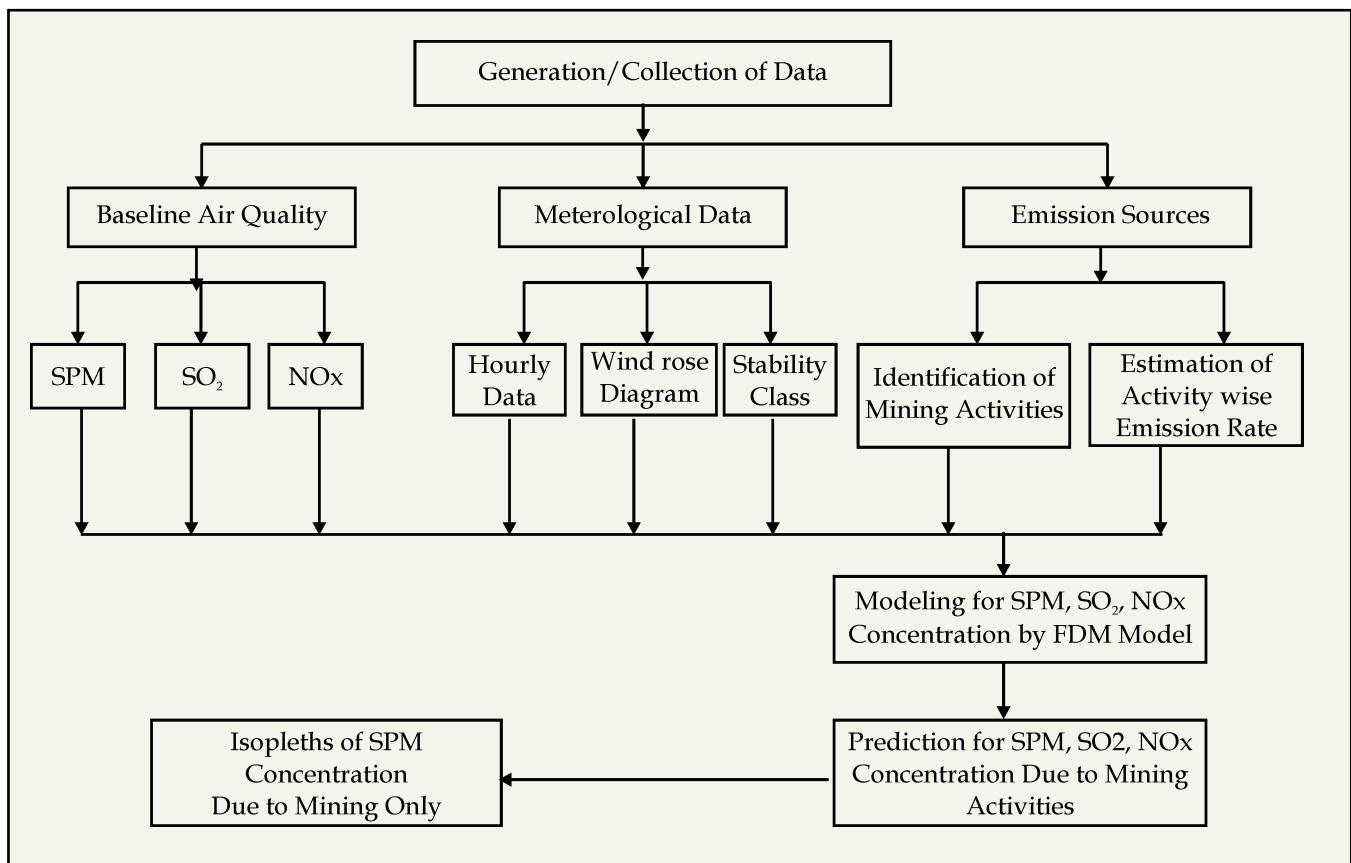 Generation/Collection of Data
Baseline Air Quality
Meterological Data
Emission Sources
SPM
SO₂
NOx
Hourly
Data
Wind rose
Diagram
Stability
Class
Identification of
Mining Activities
Estimation of
Activity wise
Emission Rate
Modeling for SPM, SO₂, NOx
Concentration by FDM Model
Prediction for SPM, SO2, NOx
Concentration Due to Mining
Activities
Isopleths of SPM
Concentration
Due to Mining Only